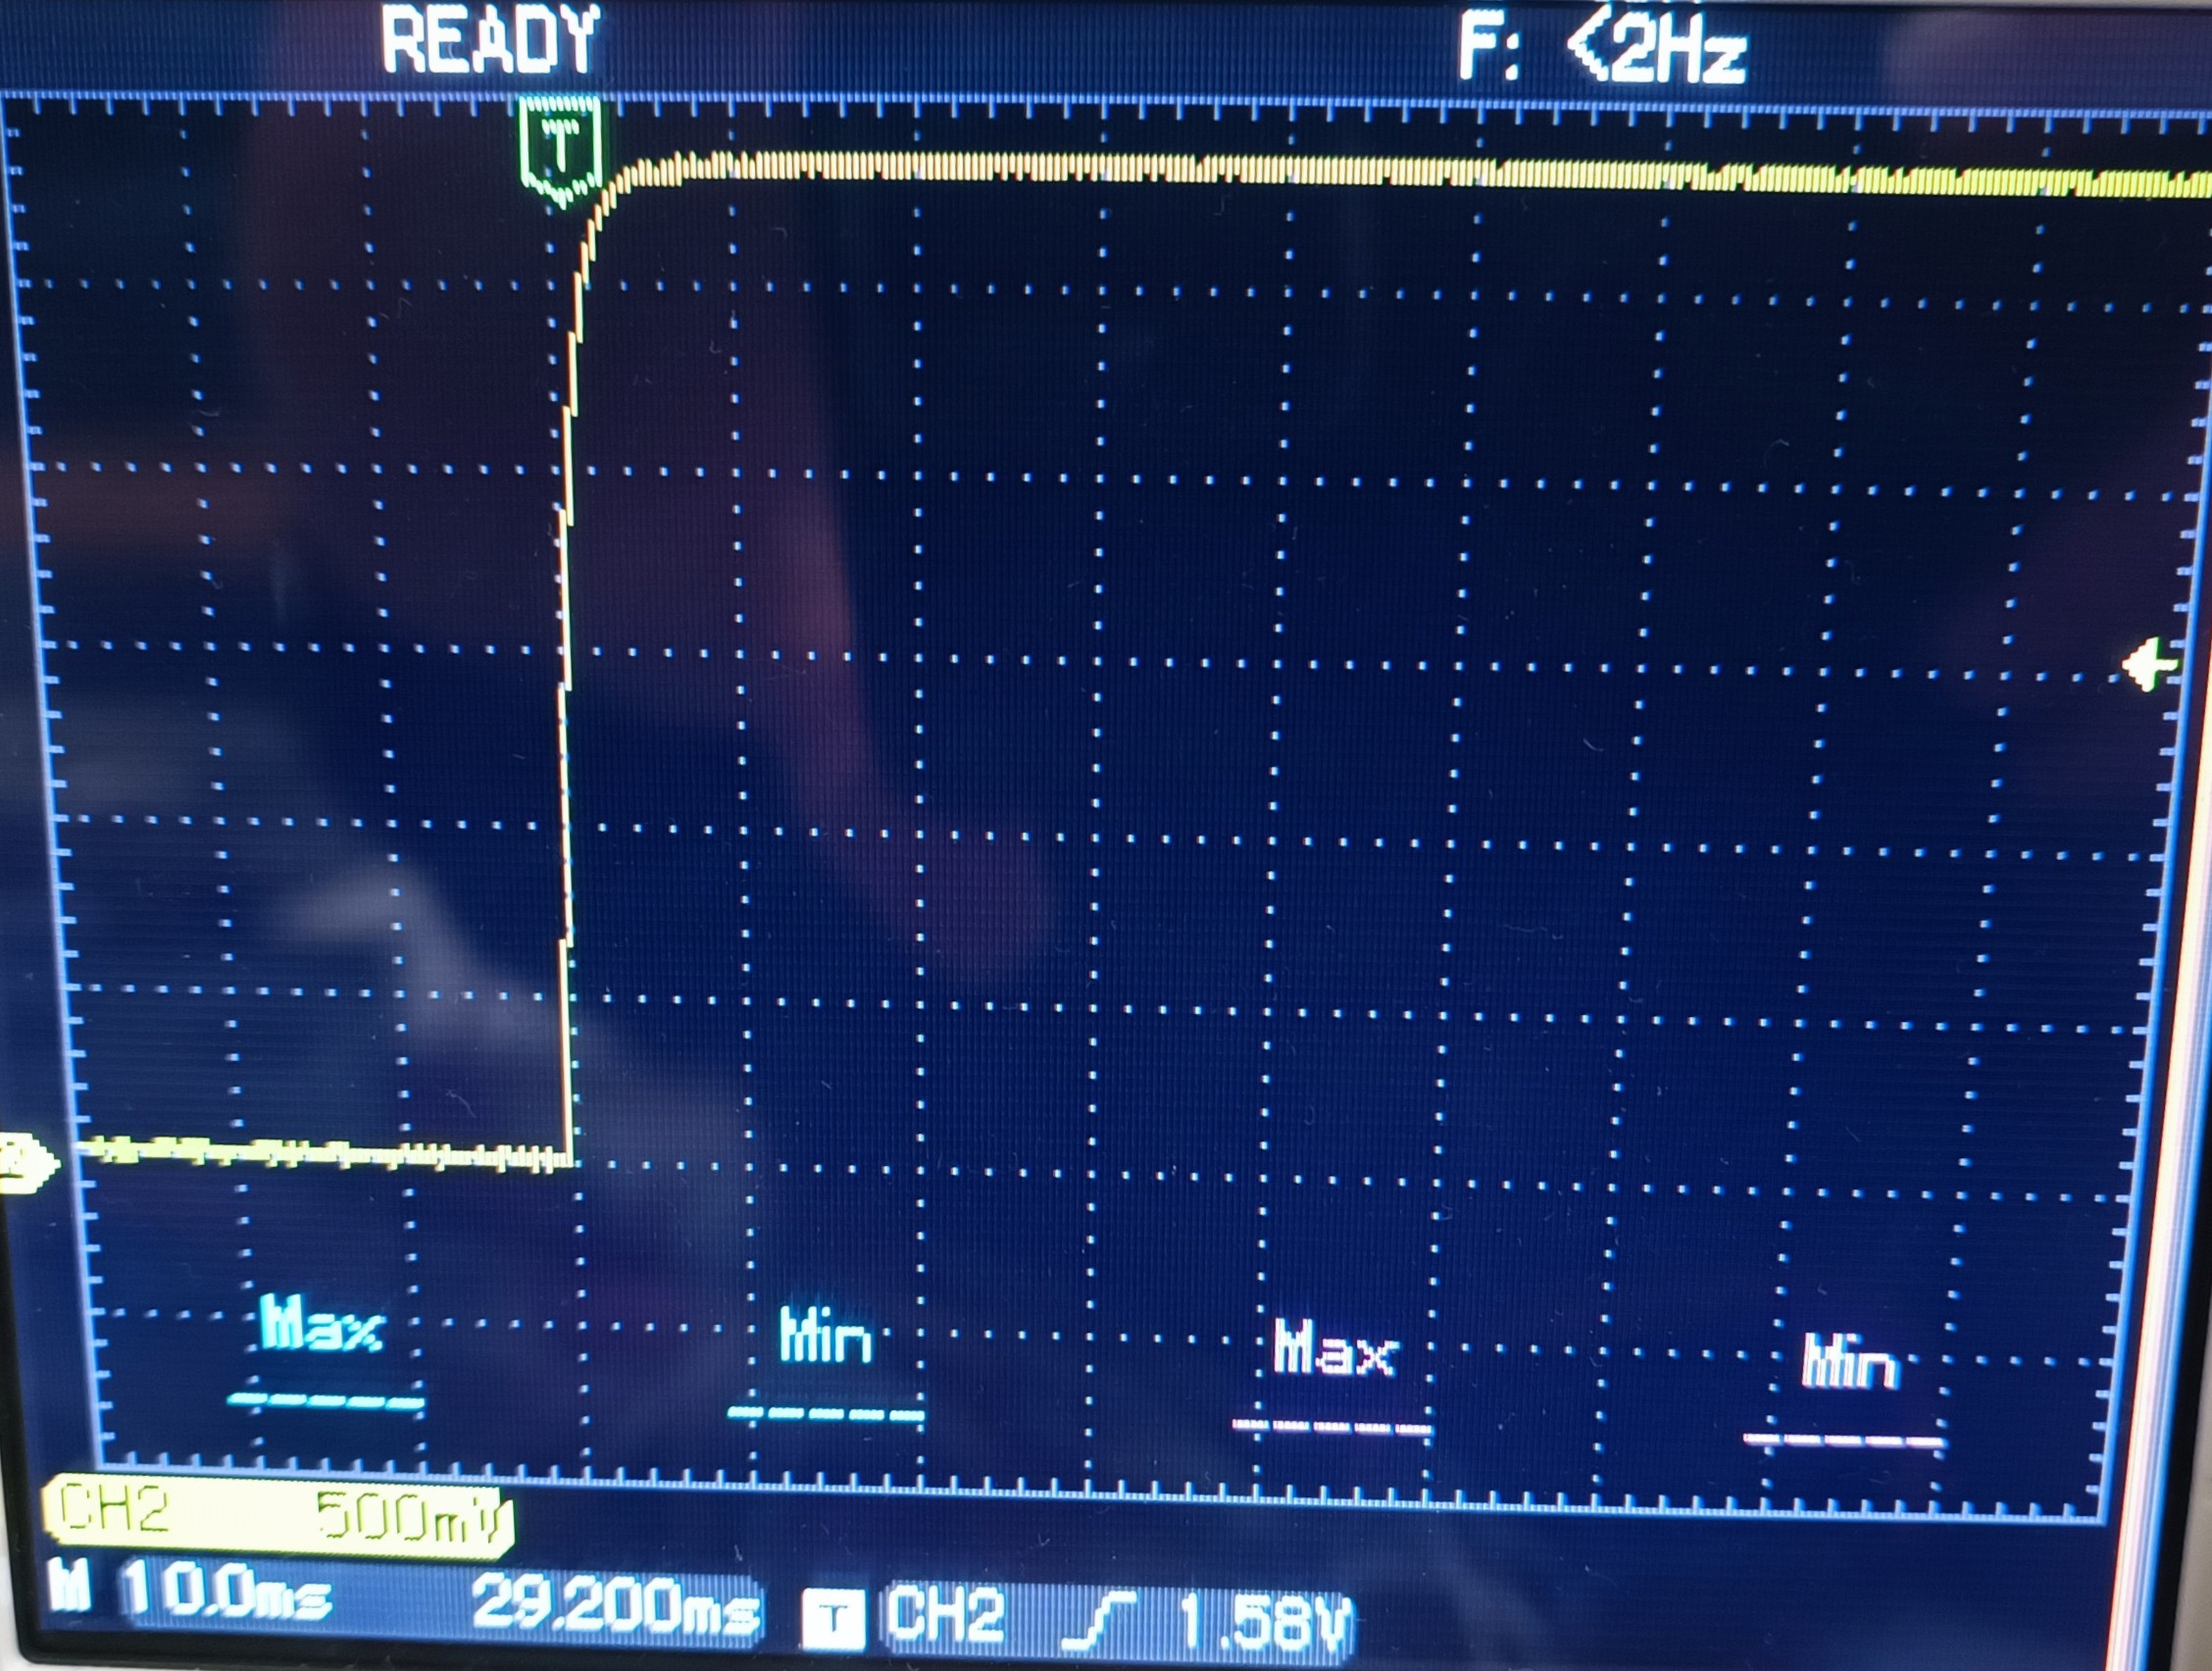 READY F: <2Hz
T
Max Min Max Min
CH2 500mV
M 10.0ms 29.200ms T CH2 1.58V